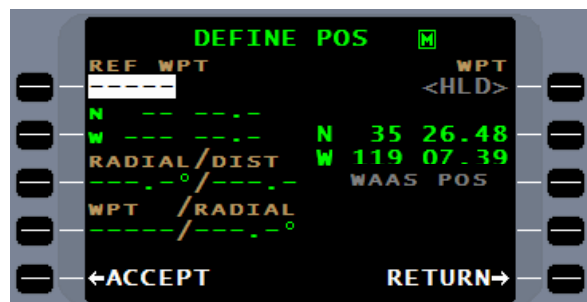 DEFINE POS M
REF WPT WPT
----- <HLD>
N -- --.-
W -- --.- N 35 26.48
RADIAL/DIST W 119 07.39
---.-°/---.- WAAS POS
WPT /RADIAL
-----/---.-°
←ACCEPT RETURN→